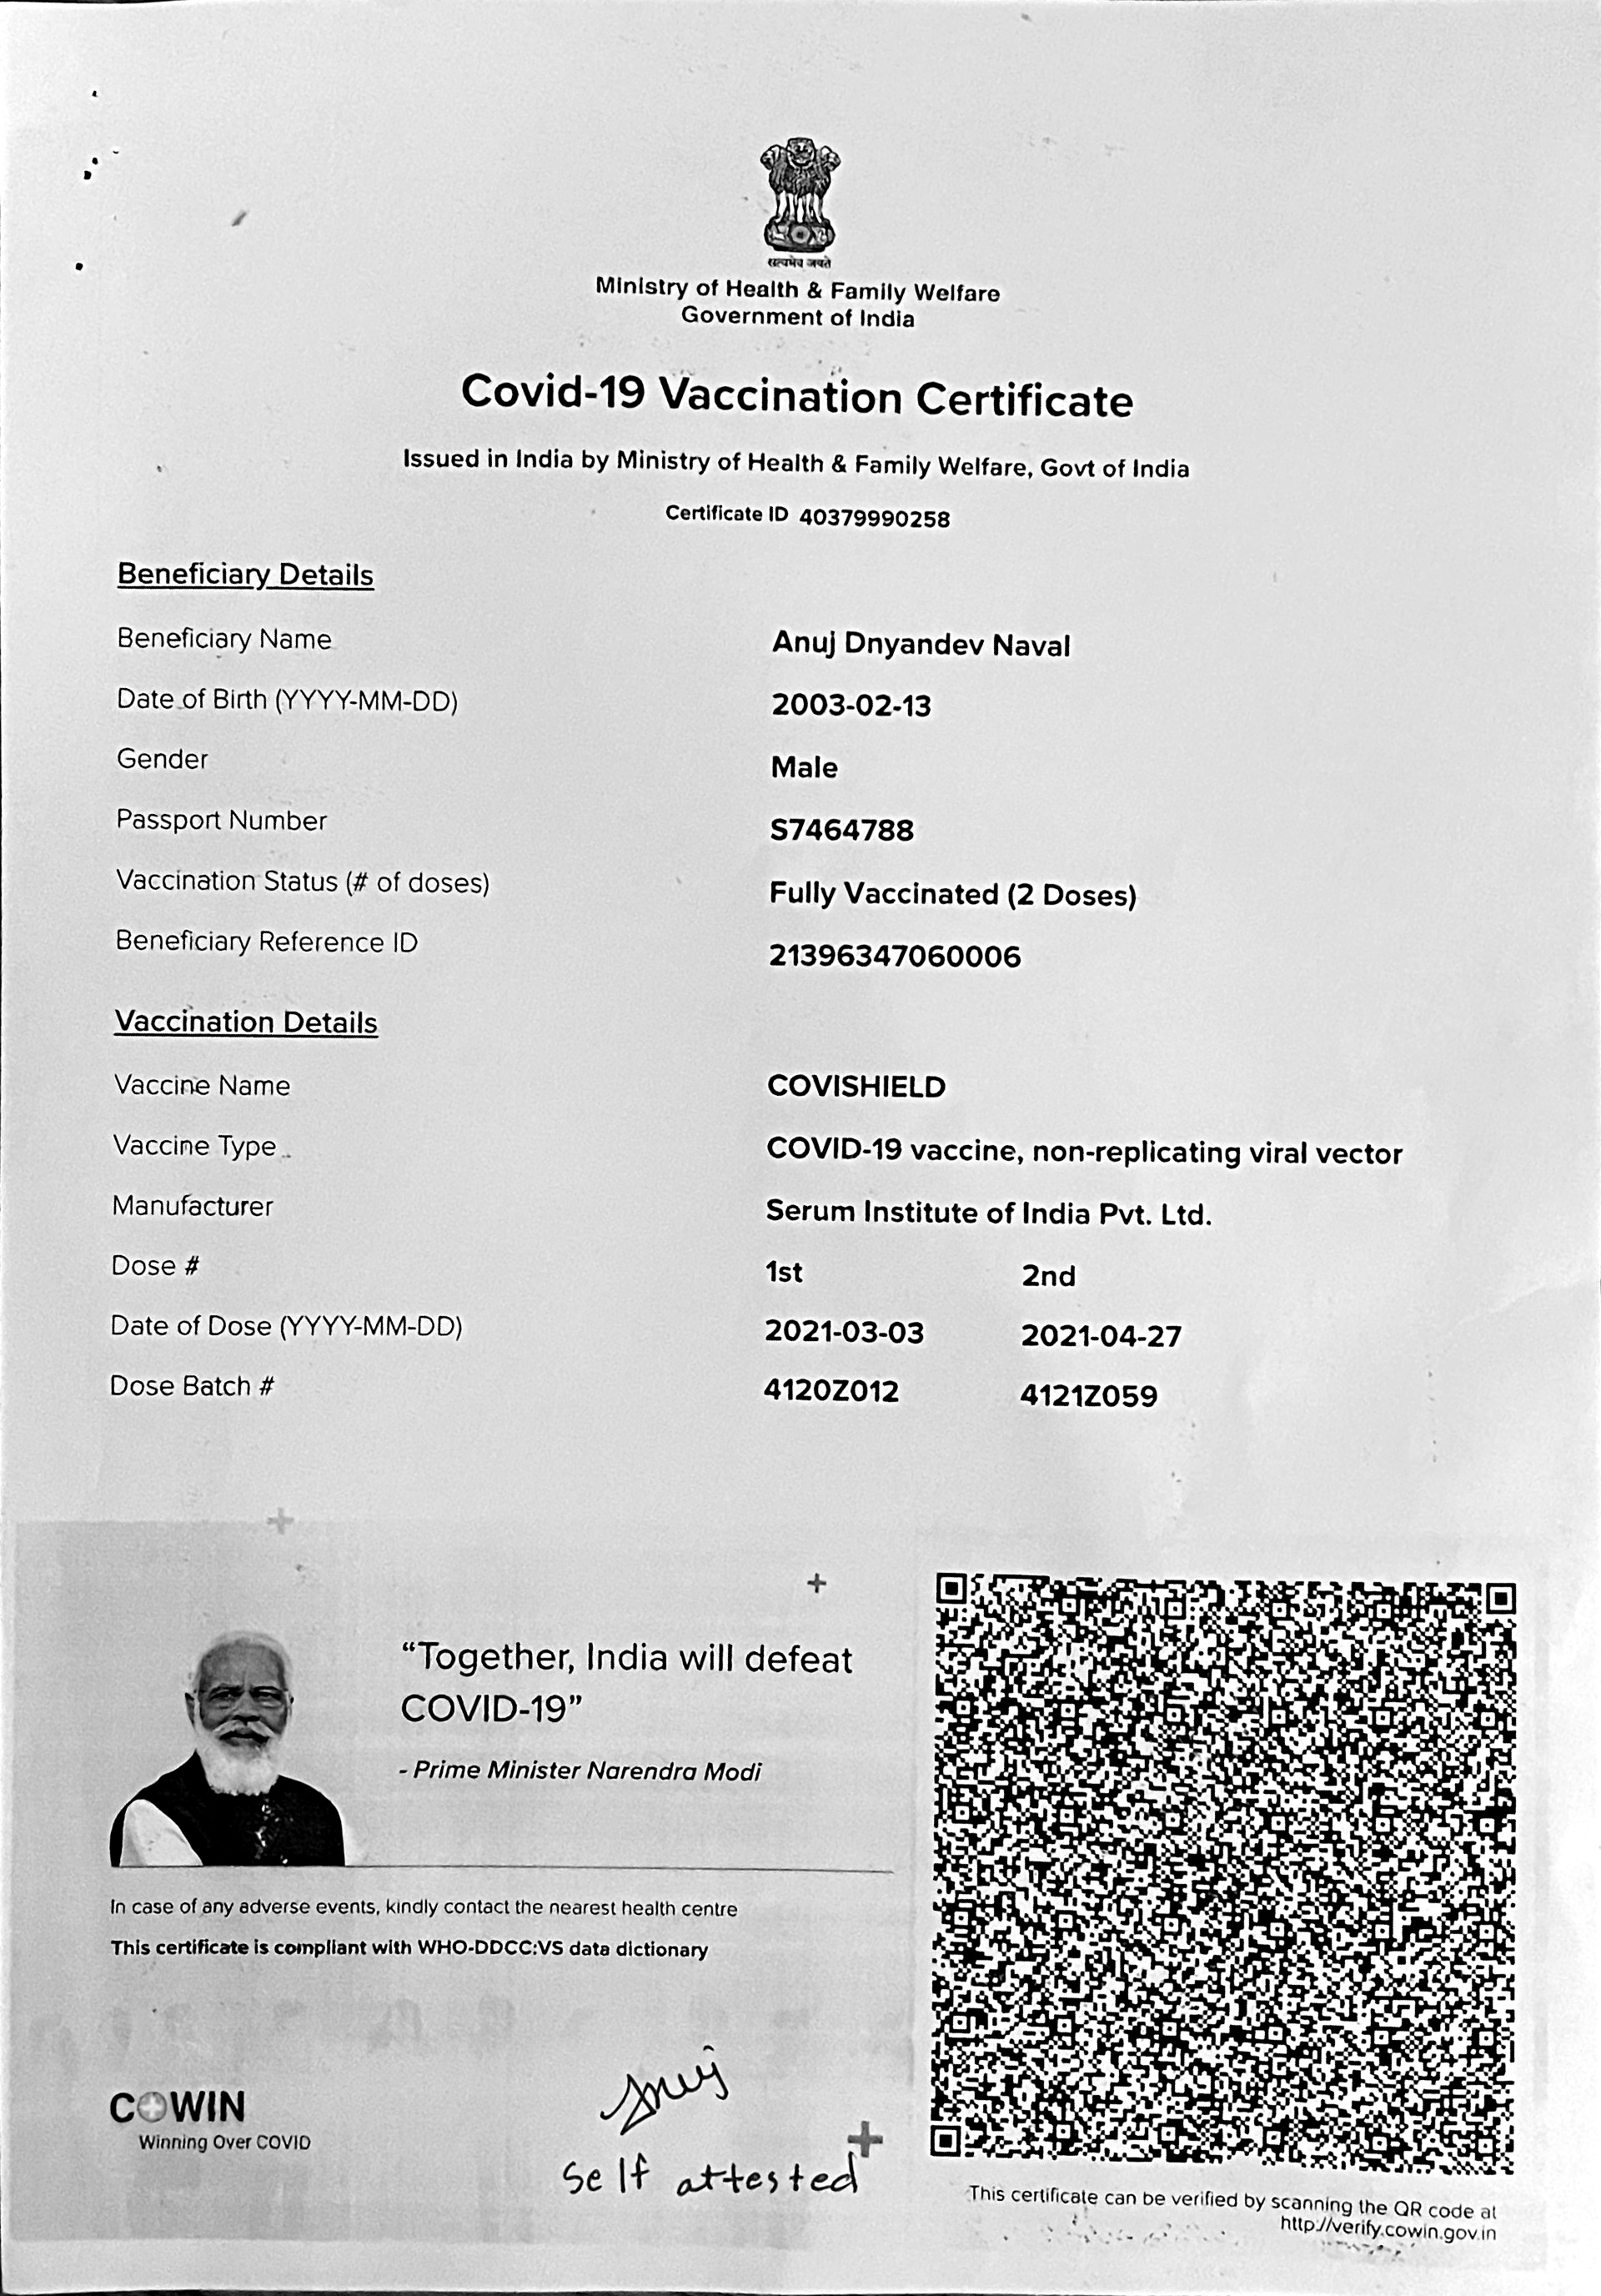 सत्यमेव जयते
Ministry of Health & Family Welfare
Government of India
Covid-19 Vaccination Certificate
Issued in India by Ministry of Health & Family Welfare, Govt of India
Certificate ID 40379990258
Beneficiary Details
Beneficiary Name Anuj Dnyandev Naval
Date of Birth (YYYY-MM-DD) 2003-02-13
Gender Male
Passport Number S7464788
Vaccination Status (# of doses) Fully Vaccinated (2 Doses)
Beneficiary Reference ID 21396347060006
Vaccination Details
Vaccine Name COVISHIELD
Vaccine Type COVID-19 vaccine, non-replicating viral vector
Manufacturer Serum Institute of India Pvt. Ltd.
Dose # 1st 2nd
Date of Dose (YYYY-MM-DD) 2021-03-03 2021-04-27
Dose Batch # 4120Z012 4121Z059
“Together, India will defeat
COVID-19”
- Prime Minister Narendra Modi
In case of any adverse events, kindly contact the nearest health centre
This certificate is compliant with WHO-DDCC:VS data dictionary
COWIN
Winning Over COVID
Anuj
Self attested
This certificate can be verified by scanning the QR code at
http://verify.cowin.gov.in